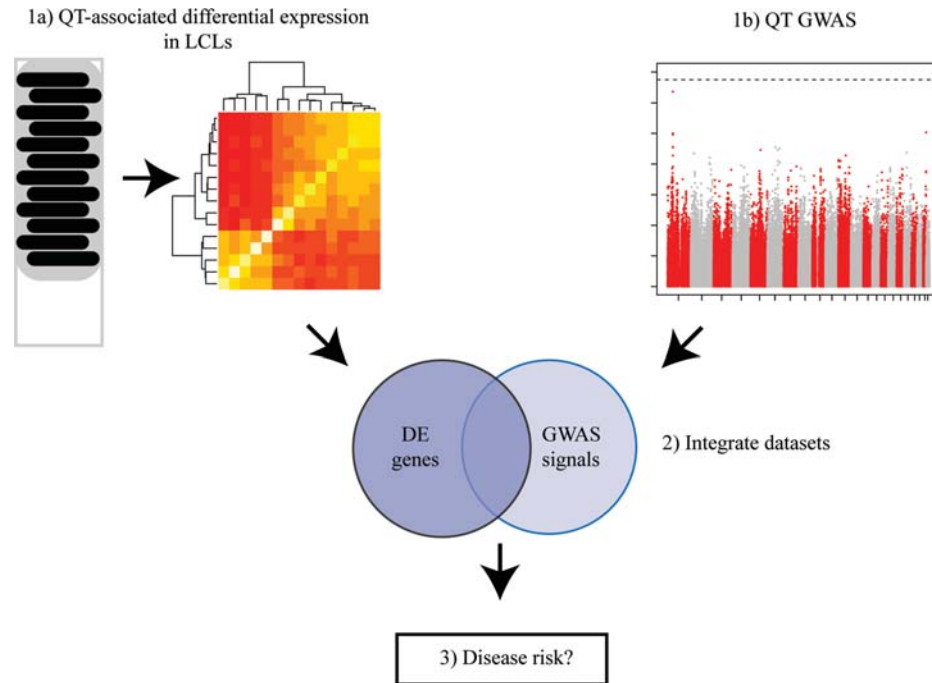 1a) QT-associated differential expression
in LCLs
1b) QT GWAS
DE
genes
GWAS
signals
2) Integrate datasets
3) Disease risk?